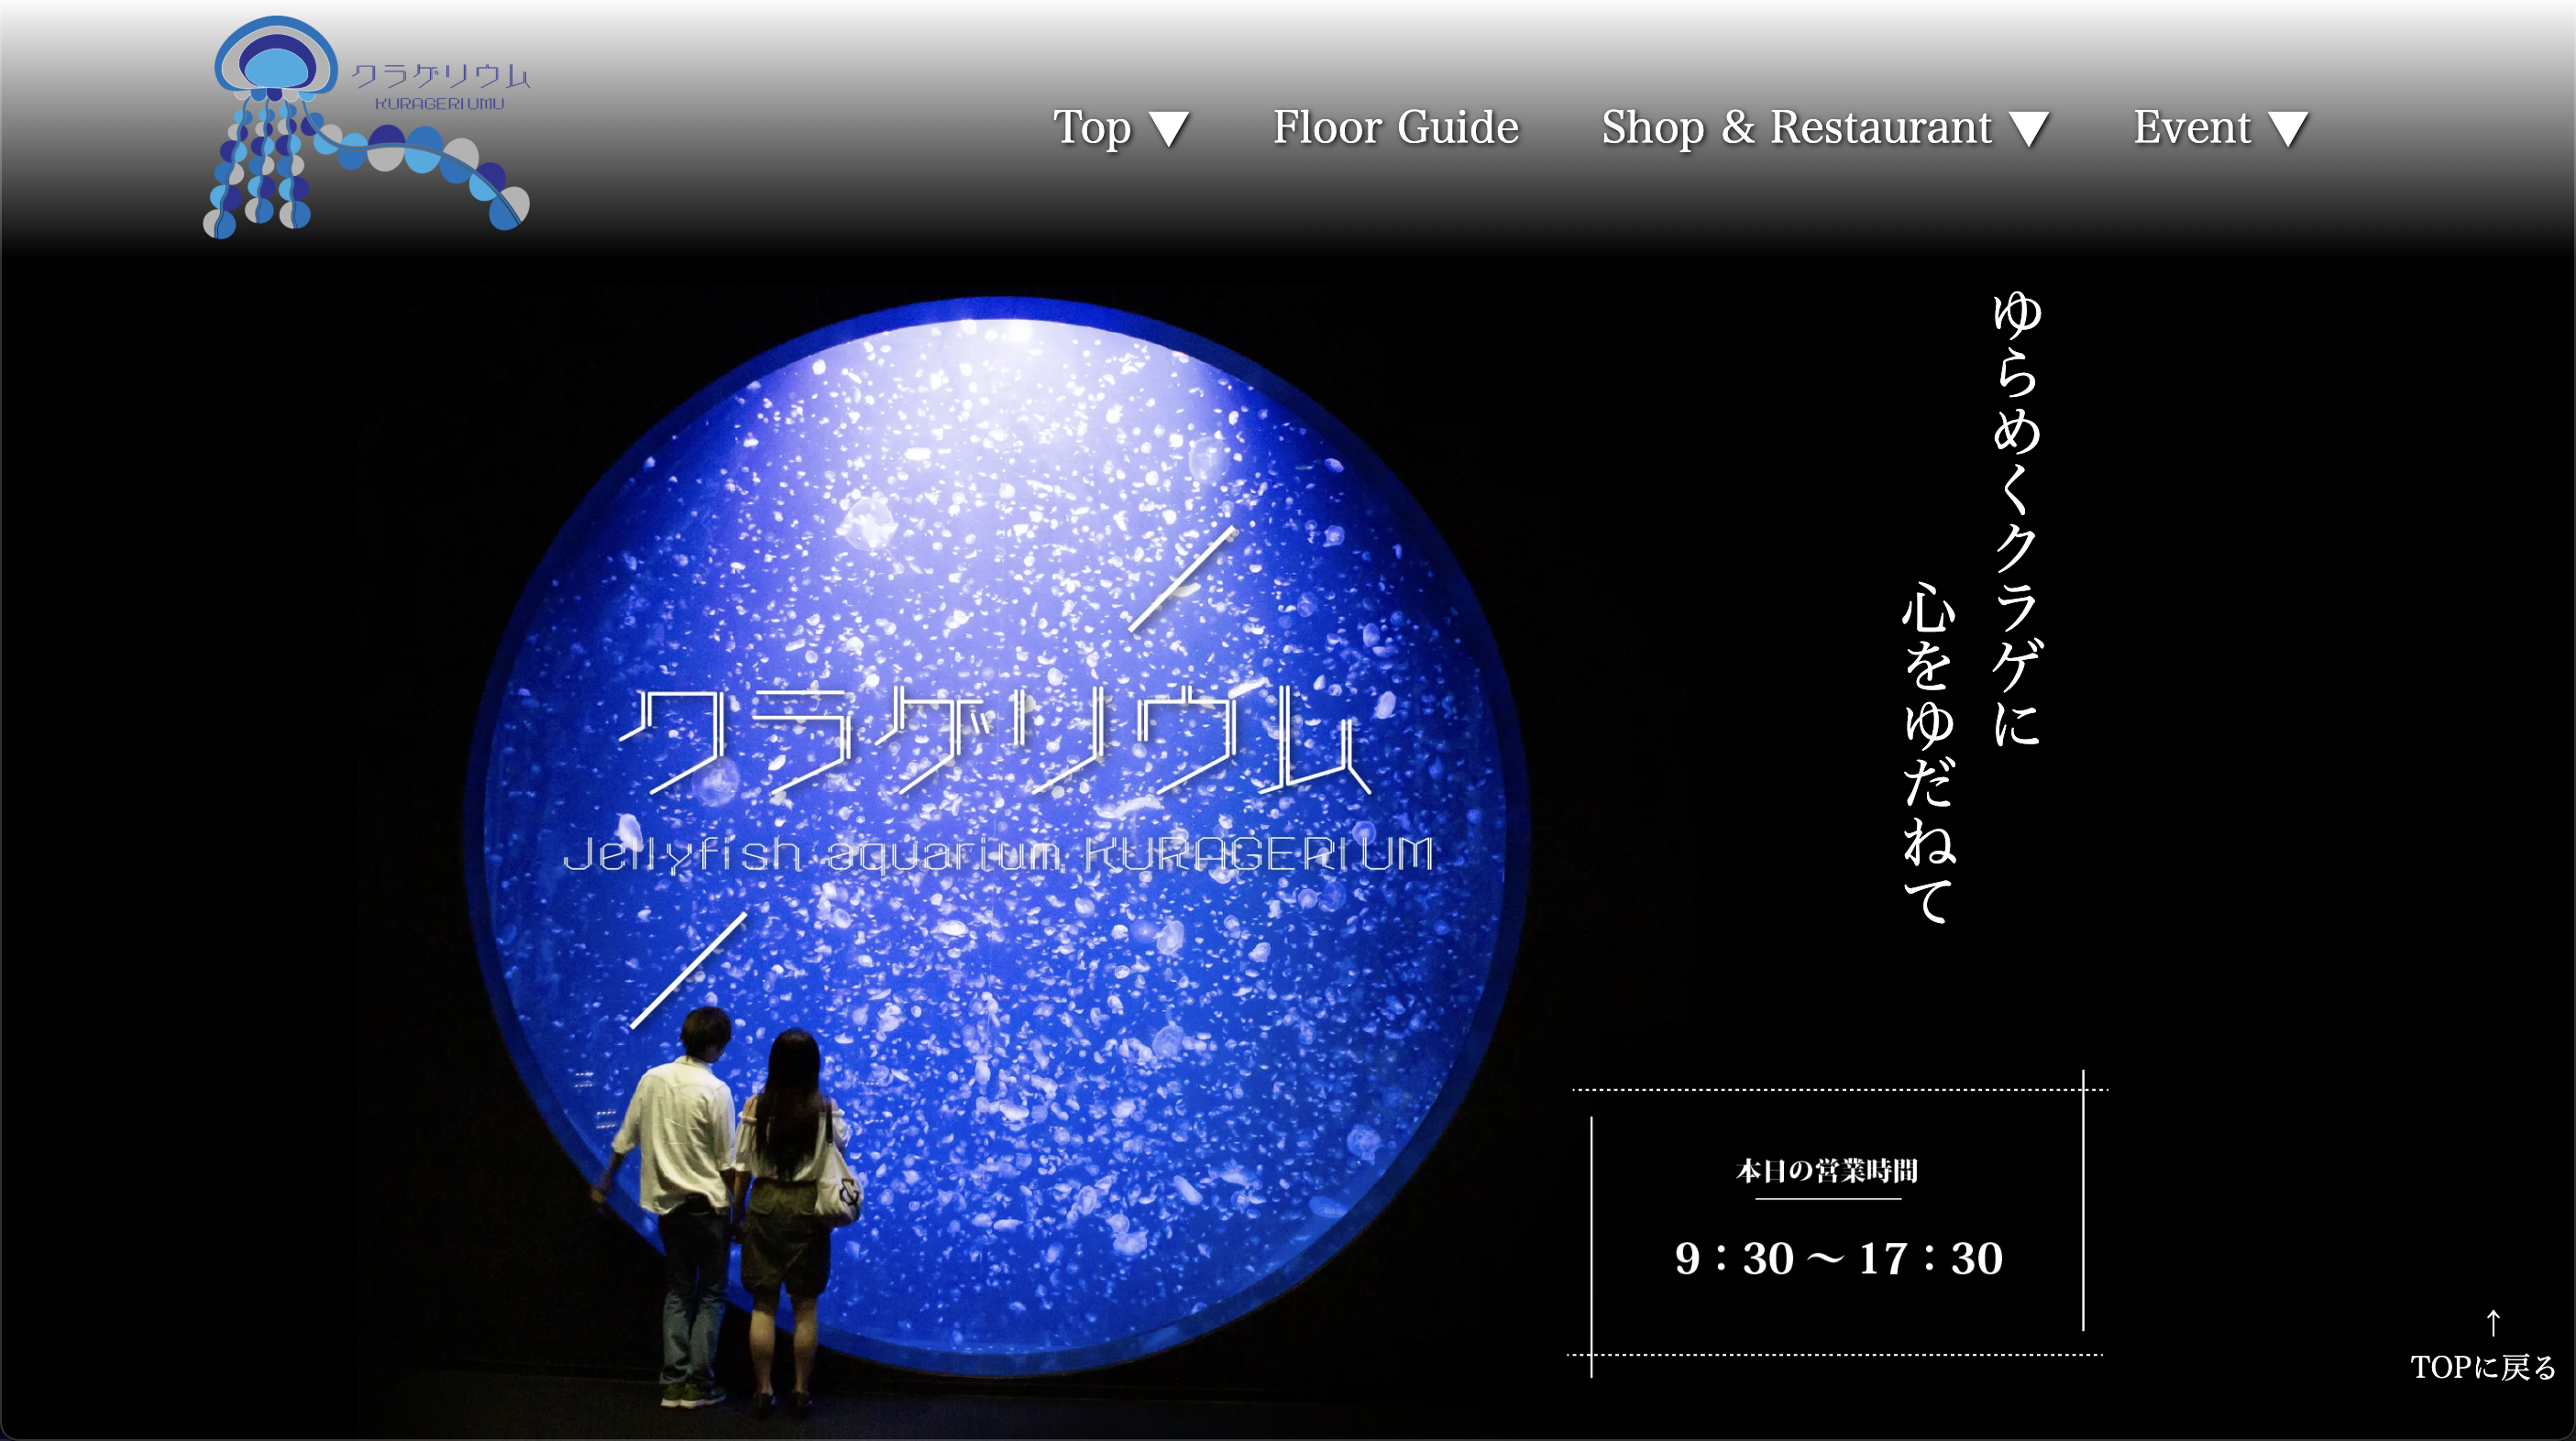 クラゲリウム
KURAGERIUMU
Top ▼
Floor Guide
Shop & Restaurant ▼
Event ▼
ゆらめくクラゲに
心をゆだねて
クラゲリウム
Jellyfish aquarium KURAGERIUM
本日の営業時間
9：30 〜 17：30
↑
TOPに戻る